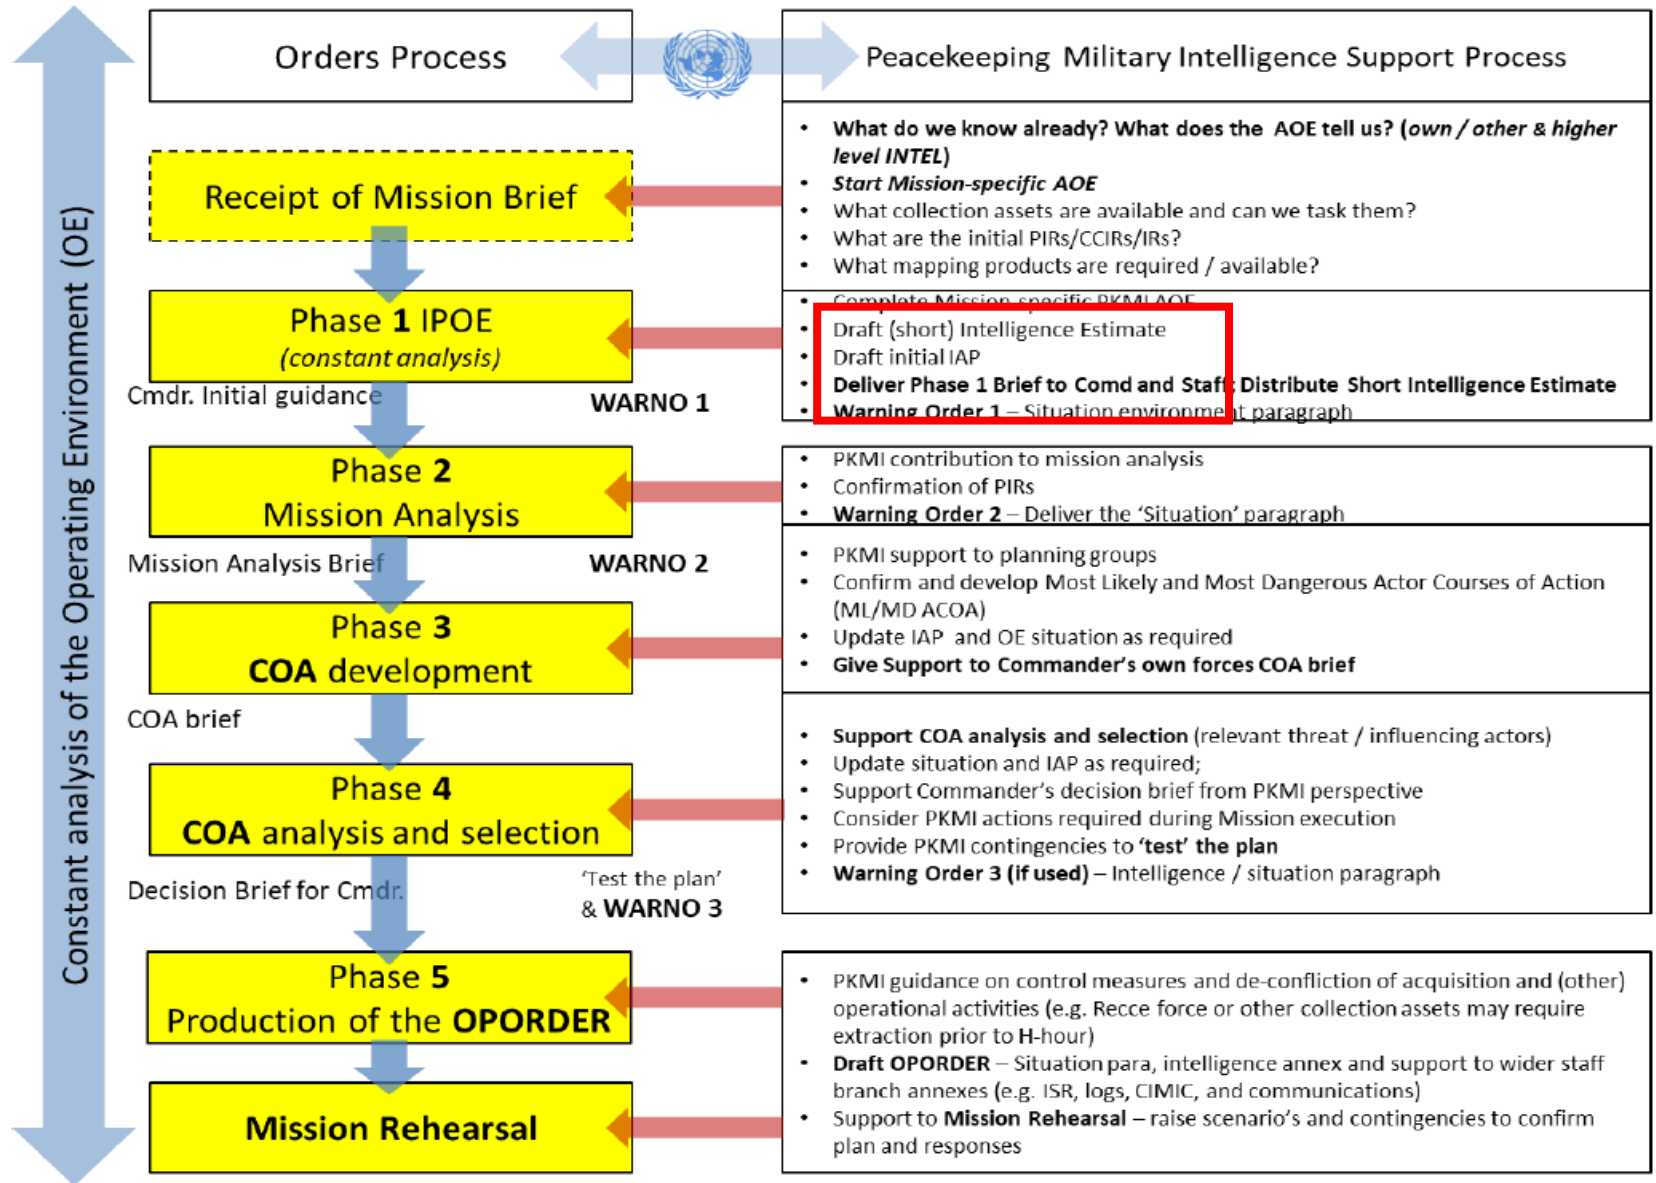 Orders Process
Peacekeeping Military Intelligence Support Process
Constant analysis of the Operating Environment (OE)
Receipt of Mission Brief
• What do we know already? What does the AOE tell us? (own / other & higher
level INTEL)
• Start Mission-specific AOE
• What collection assets are available and can we task them?
• What are the initial PIRs/CCIRs/IRs?
• What mapping products are required / available?
Phase 1 IPOE
(constant analysis)
• Complete Mission-specific PKMI AOE
• Draft (short) Intelligence Estimate
• Draft initial IAP
• Deliver Phase 1 Brief to Comd and Staff; Distribute Short Intelligence Estimate
• Warning Order 1 – Situation environment paragraph
Cmdr. Initial guidance
WARNO 1
Phase 2
Mission Analysis
• PKMI contribution to mission analysis
• Confirmation of PIRs
• Warning Order 2 – Deliver the ‘Situation’ paragraph
Mission Analysis Brief
WARNO 2
Phase 3
COA development
• PKMI support to planning groups
• Confirm and develop Most Likely and Most Dangerous Actor Courses of Action
(ML/MD ACOA)
• Update IAP and OE situation as required
• Give Support to Commander’s own forces COA brief
COA brief
Phase 4
COA analysis and selection
• Support COA analysis and selection (relevant threat / influencing actors)
• Update situation and IAP as required;
• Support Commander’s decision brief from PKMI perspective
• Consider PKMI actions required during Mission execution
• Provide PKMI contingencies to ‘test’ the plan
• Warning Order 3 (if used) – Intelligence / situation paragraph
Decision Brief for Cmdr.
‘Test the plan’
& WARNO 3
Phase 5
Production of the OPORDER
• PKMI guidance on control measures and de-confliction of acquisition and (other)
operational activities (e.g. Recce force or other collection assets may require
extraction prior to H-hour)
• Draft OPORDER – Situation para, intelligence annex and support to wider staff
branch annexes (e.g. ISR, logs, CIMIC, and communications)
• Support to Mission Rehearsal – raise scenario’s and contingencies to confirm
plan and responses
Mission Rehearsal